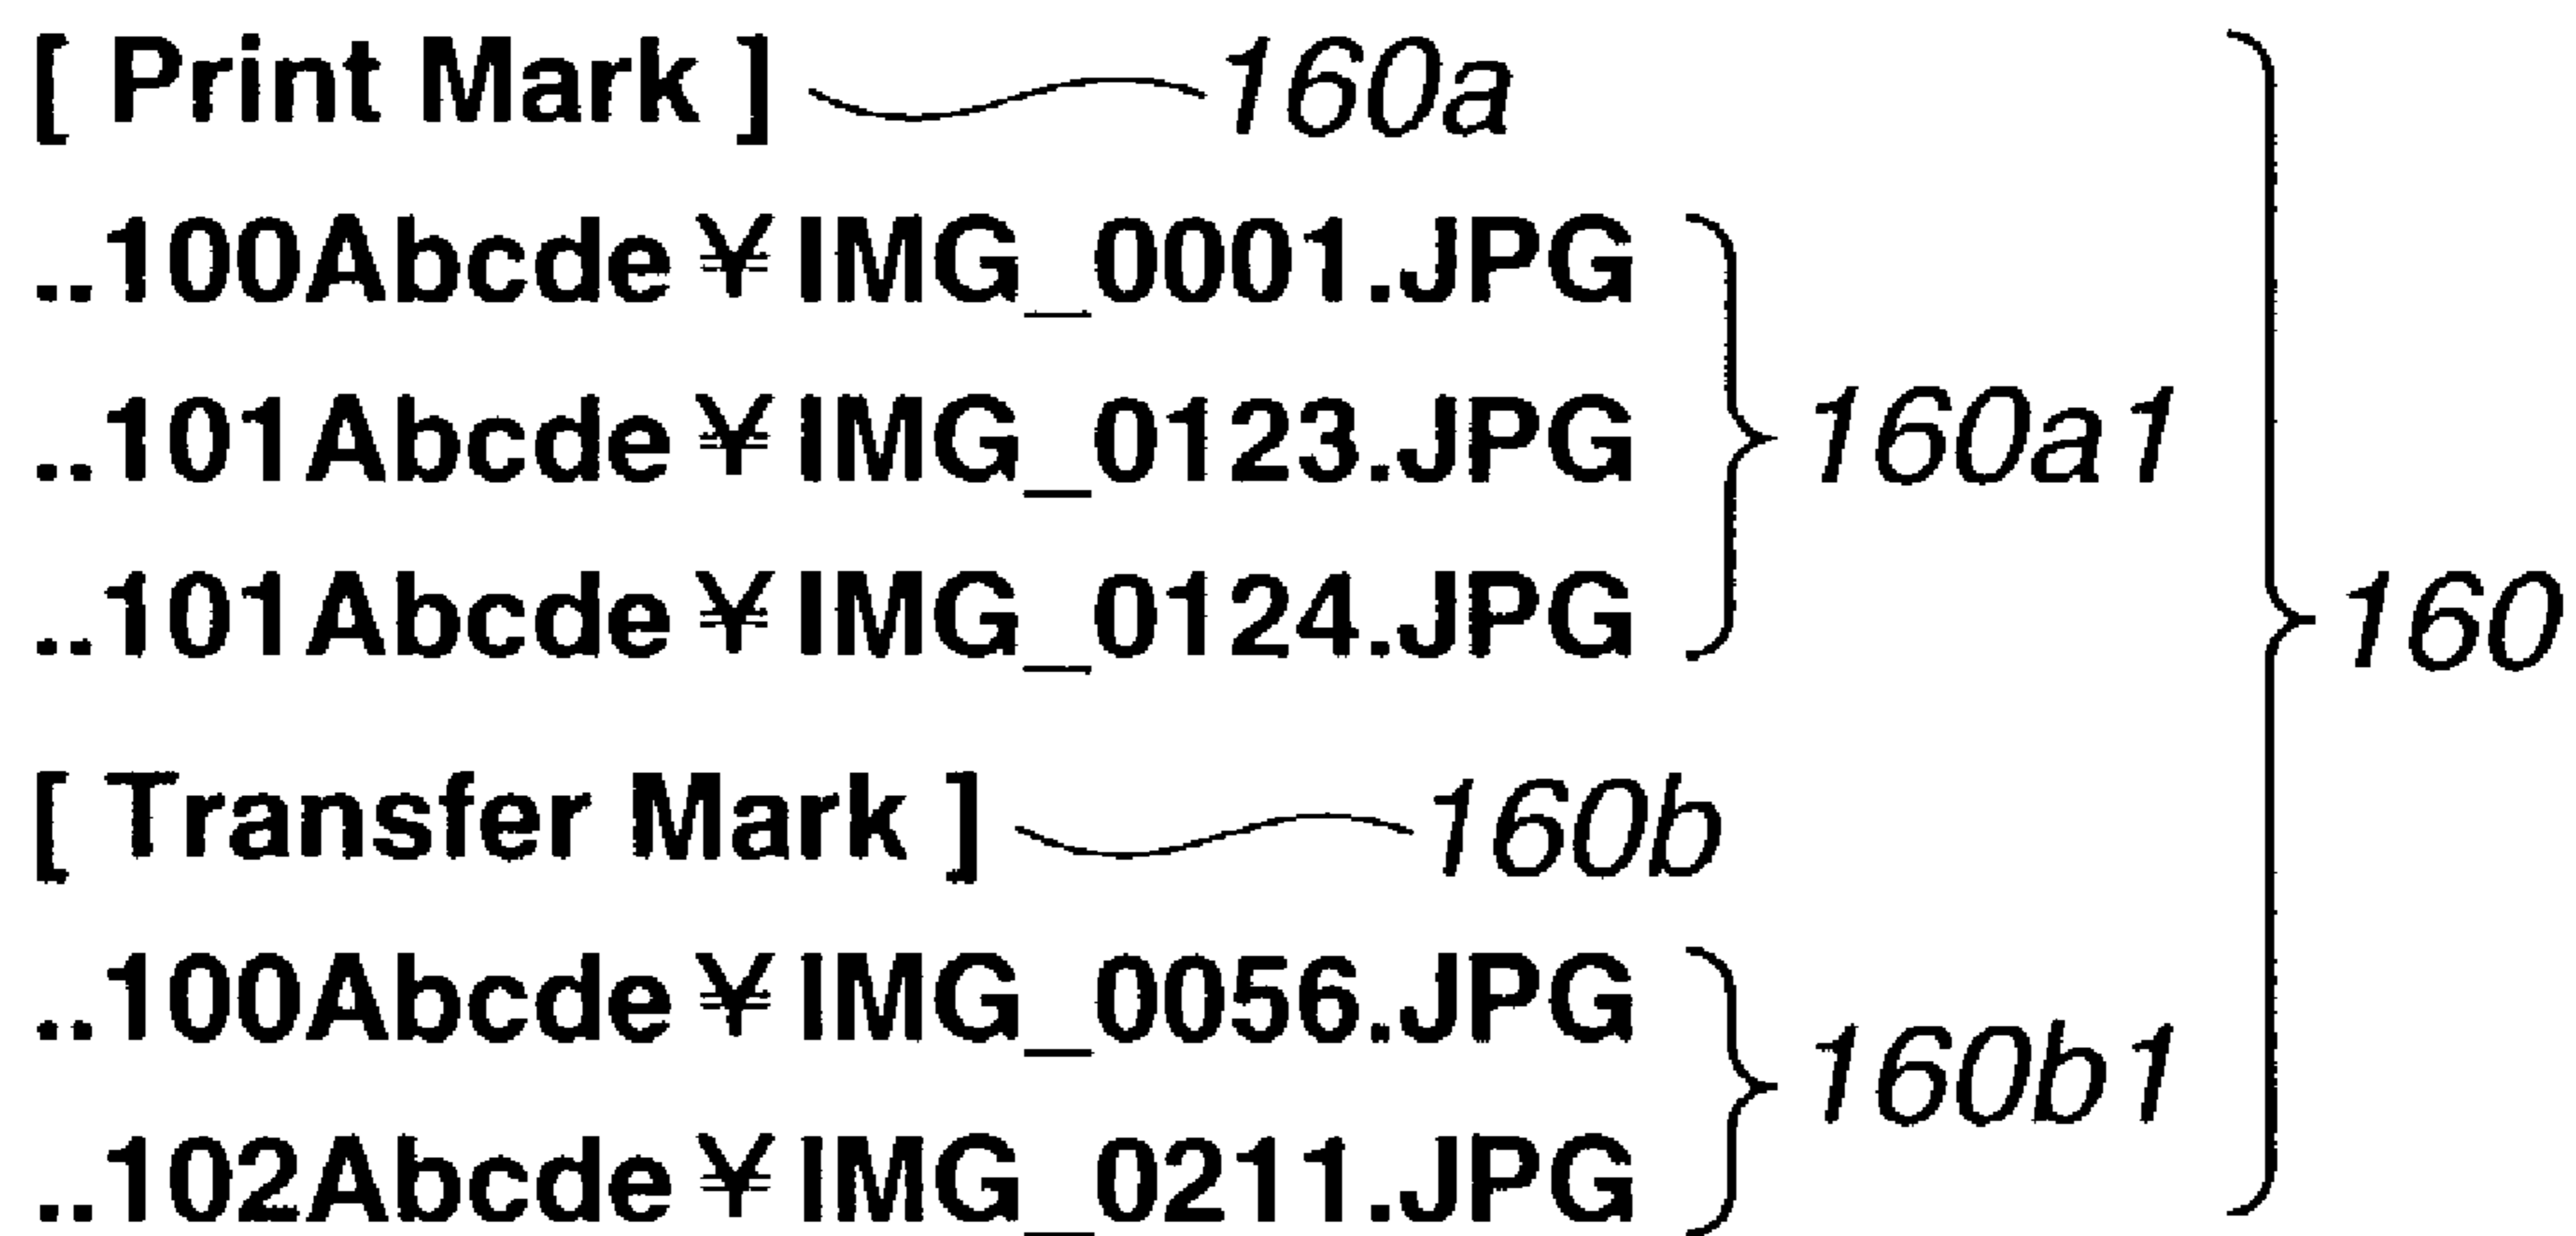 [ Print Mark ] 160a
..100Abcde¥IMG_0001.JPG
..101Abcde¥IMG_0123.JPG 160a1
..101Abcde¥IMG_0124.JPG 160
[ Transfer Mark ] 160b
..100Abcde¥IMG_0056.JPG
160b1
..102Abcde¥IMG_0211.JPG